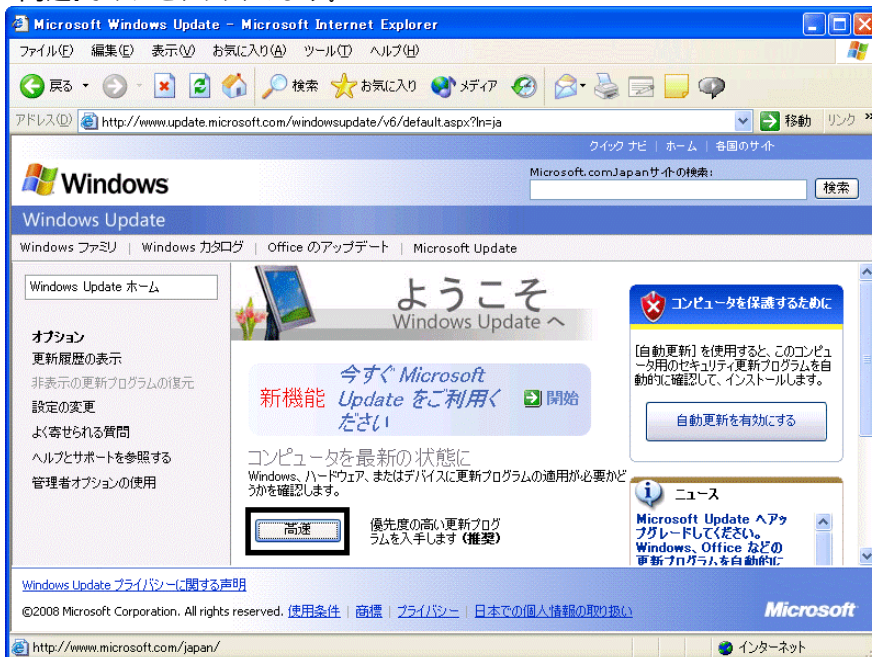 Microsoft Windows Update - Microsoft Internet Explorer
ファイル(F) 編集(E) 表示(V) お気に入り(A) ツール(T) ヘルプ(H)
戻る 検索 お気に入り メディア
アドレス(D) http://www.update.microsoft.com/windowsupdate/v6/default.aspx?ln=ja 移動 リンク »
クイック ナビ | ホーム | 各国のサイト
Windows
Microsoft.comJapanサイトの検索:
検索
Windows Update
Windows ファミリ | Windows カタログ | Office のアップデート | Microsoft Update
Windows Update ホーム
オプション
更新履歴の表示
非表示の更新プログラムの復元
設定の変更
よく寄せられる質問
ヘルプとサポートを参照する
管理者オプションの使用
ようこそ
Windows Update へ
新機能
今すぐ Microsoft
Update をご利用く
ださい
開始
コンピュータを最新の状態に
Windows、ハードウェア、またはデバイスに更新プログラムの適用が必要かど
うかを確認します。
高速
優先度の高い更新プログ
ラムを入手します (推奨)
コンピュータを保護するために
[自動更新] を使用すると、このコンピュ
ータ用のセキュリティ更新プログラムを自
動的に確認して、インストールします。
自動更新を有効にする
ニュース
Microsoft Update へアッ
プグレードしてください。
Windows、Office などの
更新プログラムを自動的に
Windows Update プライバシーに関する声明
©2008 Microsoft Corporation. All rights reserved. 使用条件 | 商標 | プライバシー | 日本での個人情報の取り扱い
Microsoft
http://www.microsoft.com/japan/ インターネット